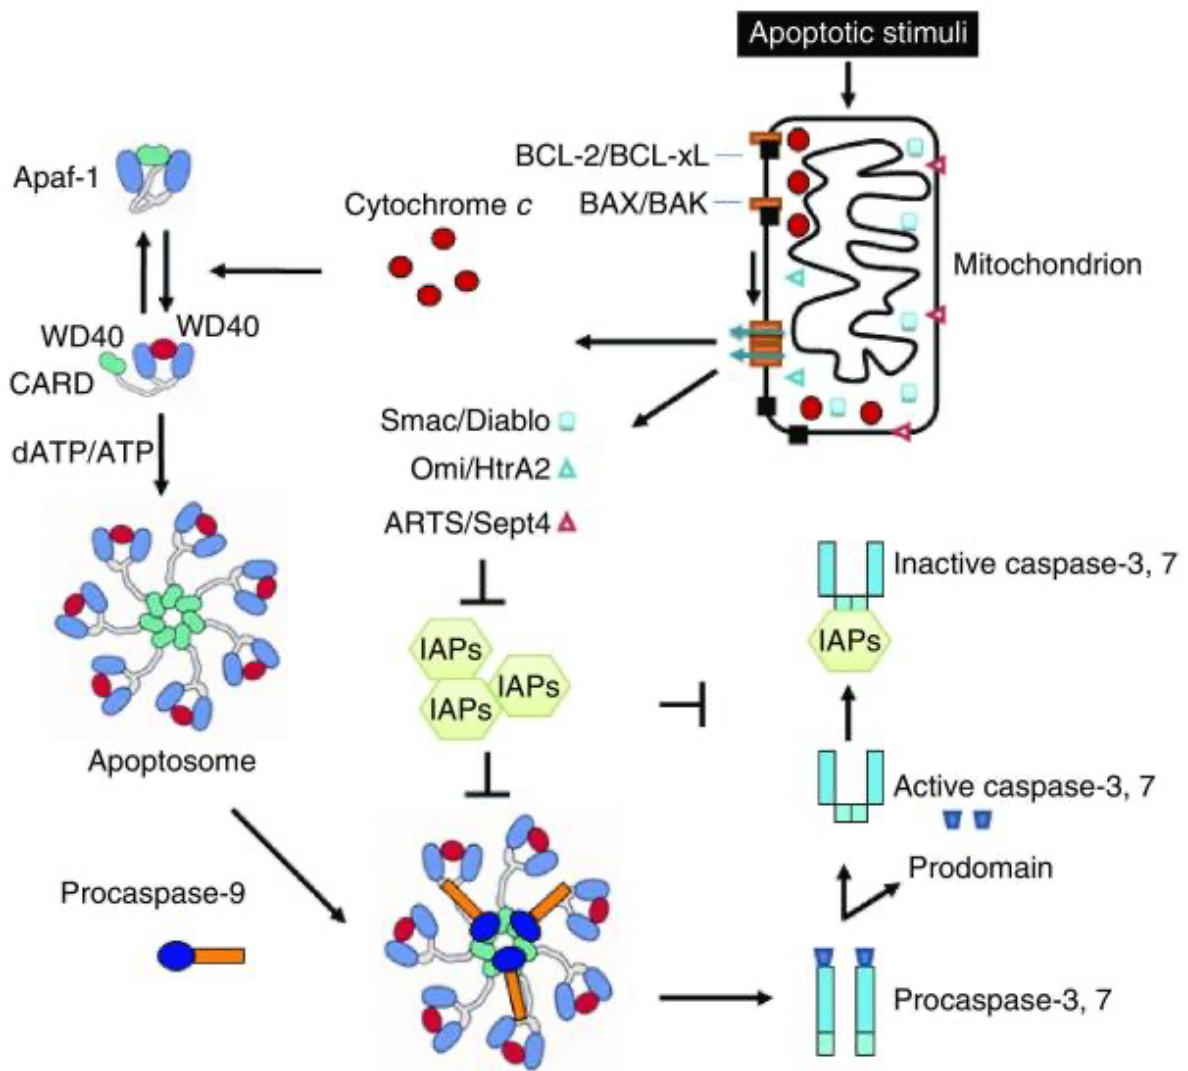 Apoptotic stimuli
BCL-2/BCL-xL
Apaf-1
Cytochrome c
BAX/BAK
Mitochondrion
WD40
WD40
CARD
Smac/Diablo
dATP/ATP
Omi/HtrA2
ARTS/Sept4
Inactive caspase-3, 7
IAPs
IAPs
IAPs
IAPs
Apoptosome
Active caspase-3, 7
Prodomain
Procaspase-9
Procaspase-3, 7